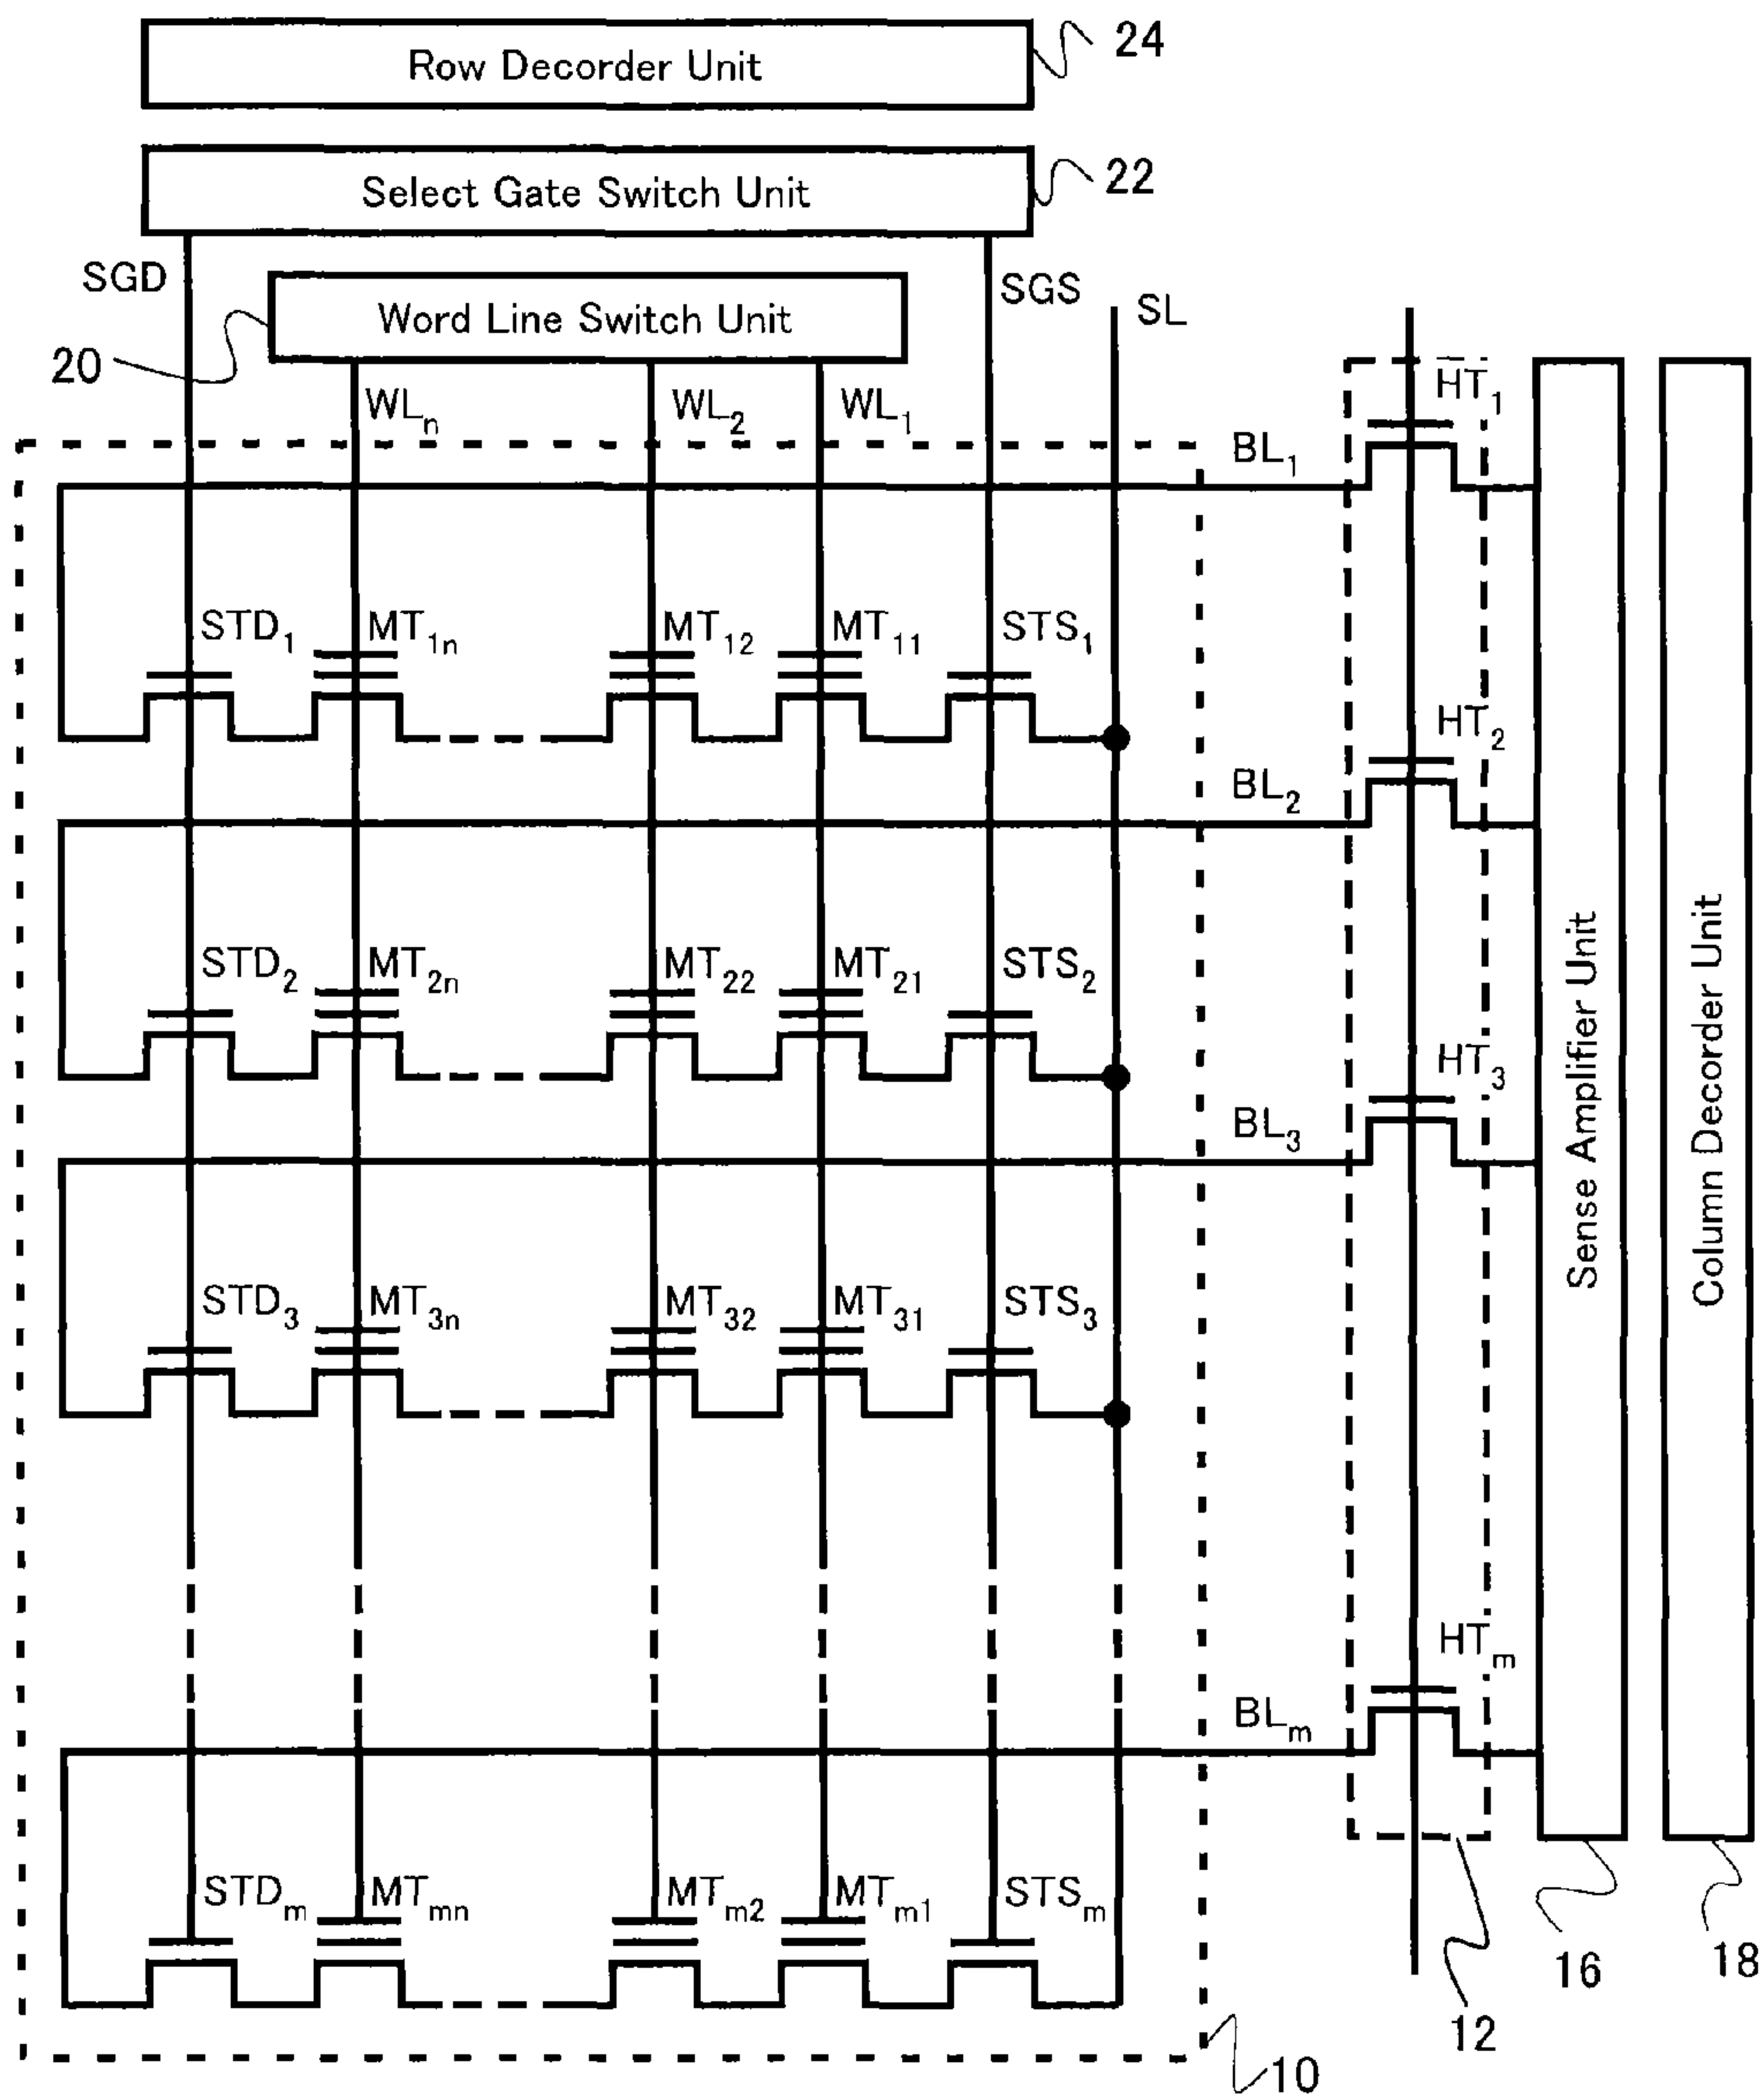 Row Decorder Unit
24
Select Gate Switch Unit
22
SGD
SGS
SL
Word Line Switch Unit
20
WLn
WL2
WL1
HT1
BL1
STD1
MT1n
MT12
MT11
STS1
HT2
BL2
STD2
MT2n
MT22
MT21
STS2
HT3
BL3
STD3
MT3n
MT32
MT31
STS3
HTm
BLm
STDm
MTmn
MTm2
MTm1
STSm
Sense Amplifier Unit
Column Decorder Unit
16
18
12
10